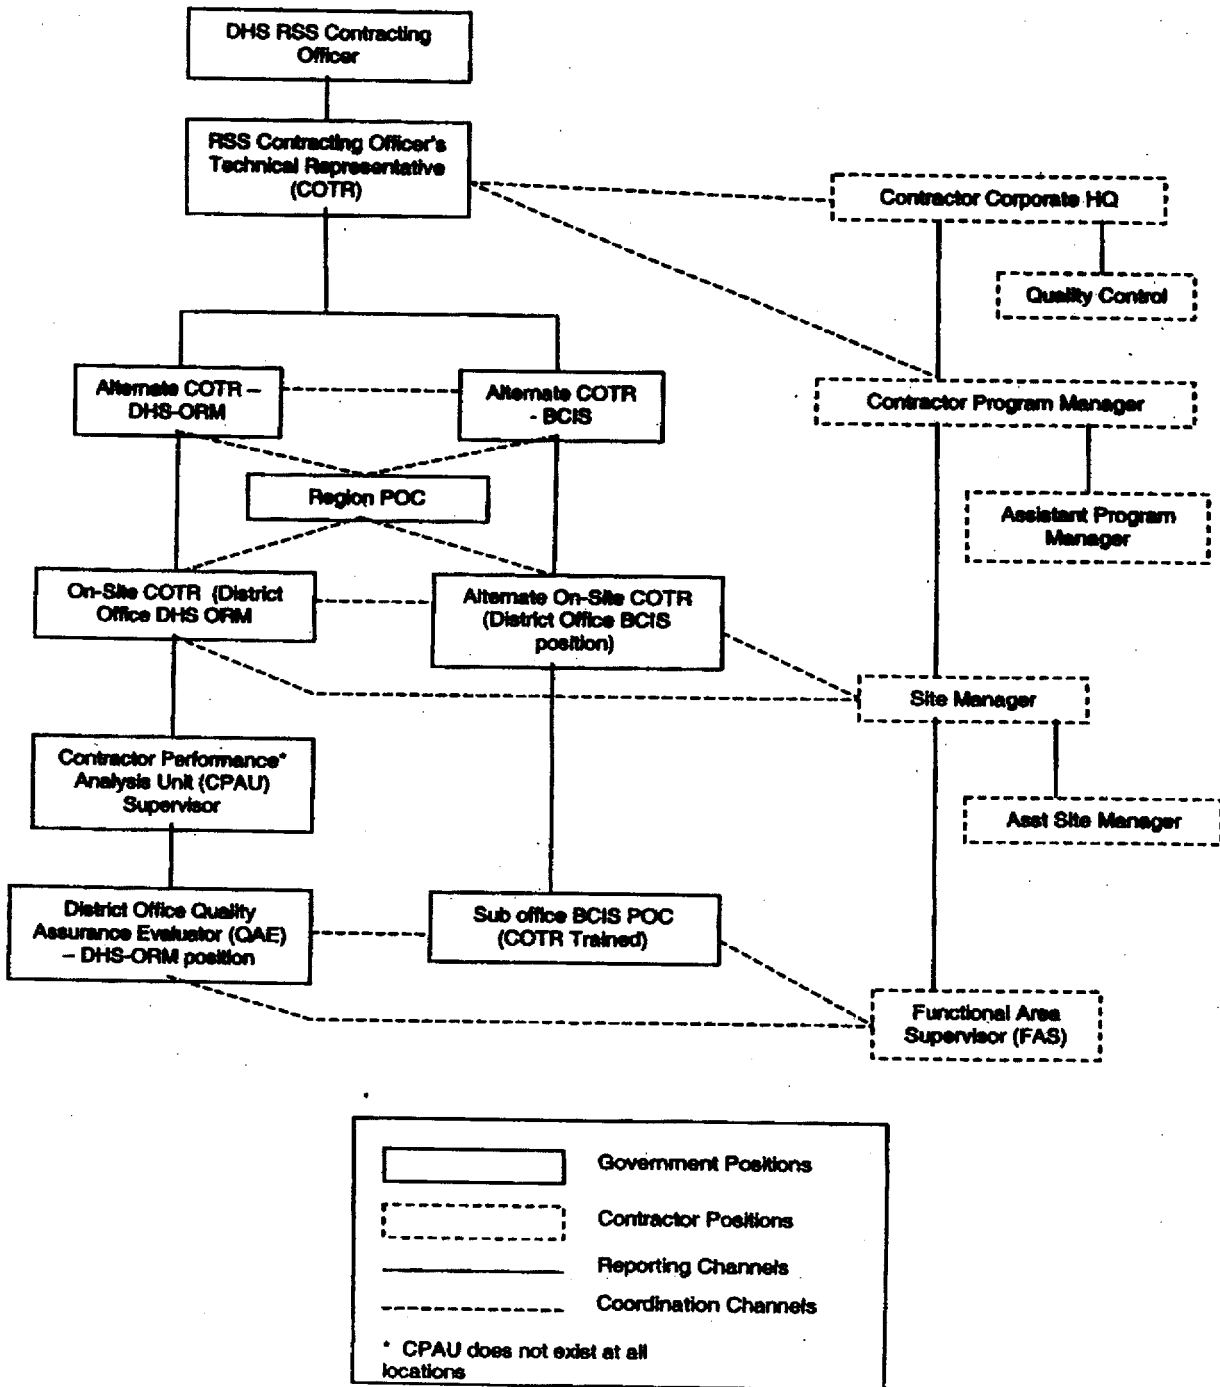 DHS RSS Contracting
Officer
RSS Contracting Officer's
Technical Representative
(COTR)
Contractor Corporate HQ
Quality Control
Alternate COTR –
DHS-ORM
Alternate COTR
- BCIS
Contractor Program Manager
Region POC
Assistant Program
Manager
On-Site COTR (District
Office DHS ORM
Alternate On-Site COTR
(District Office BCIS
position)
Site Manager
Contractor Performance*
Analysis Unit (CPAU)
Supervisor
Asst Site Manager
District Office Quality
Assurance Evaluator (QAE)
– DHS-ORM position
Sub office BCIS POC
(COTR Trained)
Functional Area
Supervisor (FAS)
Government Positions
Contractor Positions
Reporting Channels
Coordination Channels
* CPAU does not exist at all
locations